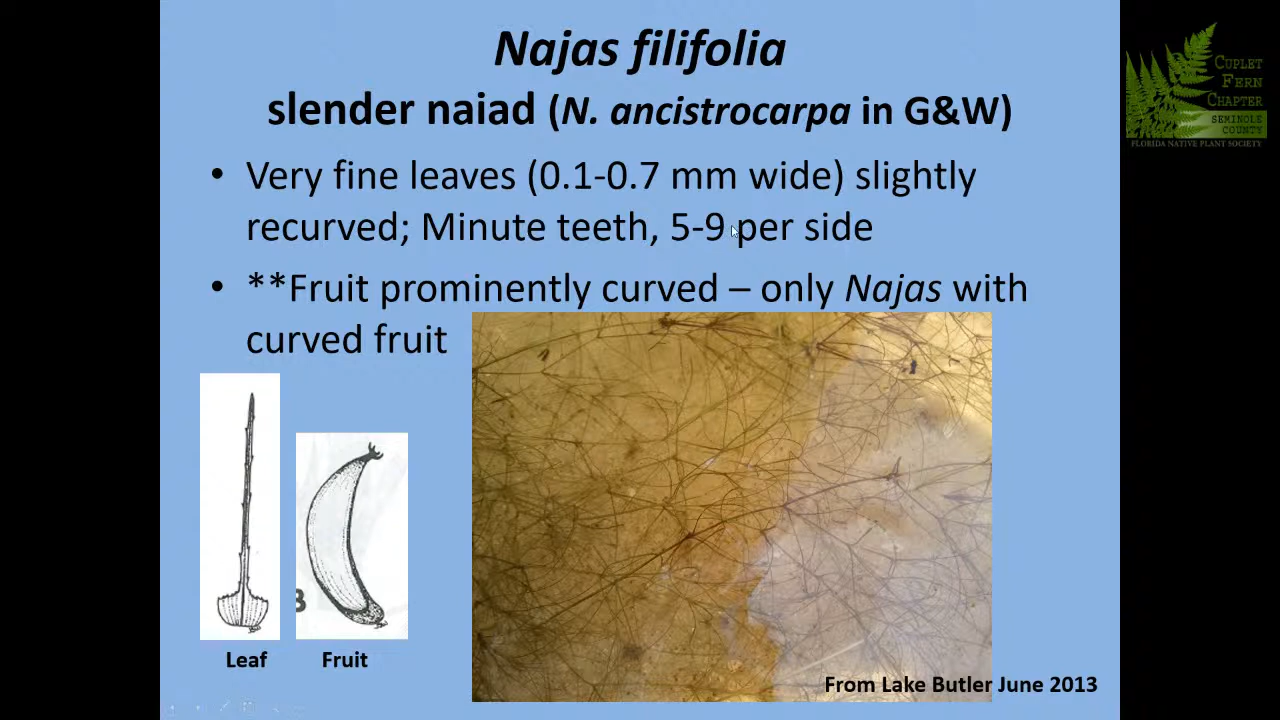 Najas filifolia
slender naiad (N. ancistrocarpa in G&W)
• Very fine leaves (0.1-0.7 mm wide) slightly
recurved; Minute teeth, 5-9 per side
• **Fruit prominently curved – only Najas with
curved fruit
Leaf
Fruit
From Lake Butler June 2013
CUPLET
FERN
CHAPTER
SEMINOLE
COUNTY
FLORIDA NATIVE PLANT SOCIETY